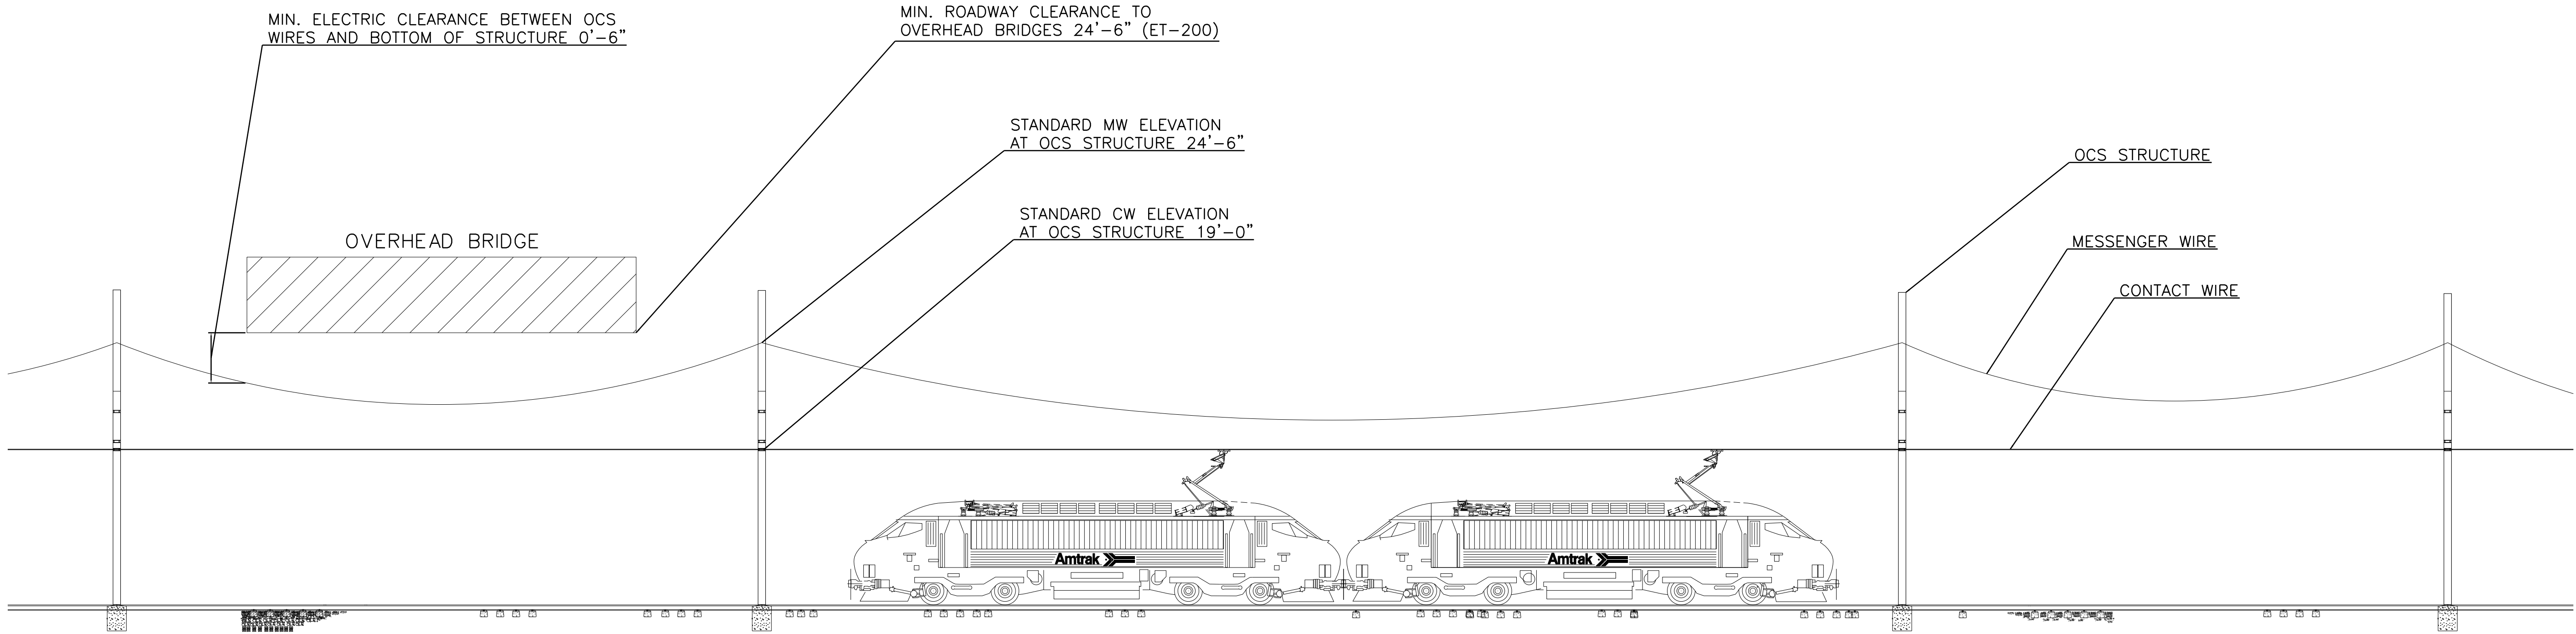 MIN. ELECTRIC CLEARANCE BETWEEN OCS
WIRES AND BOTTOM OF STRUCTURE 0'-6"
MIN. ROADWAY CLEARANCE TO
OVERHEAD BRIDGES 24'-6" (ET-200)
STANDARD MW ELEVATION
AT OCS STRUCTURE 24'-6"
STANDARD CW ELEVATION
AT OCS STRUCTURE 19'-0"
OVERHEAD BRIDGE
OCS STRUCTURE
MESSENGER WIRE
CONTACT WIRE
Amtrak
Amtrak